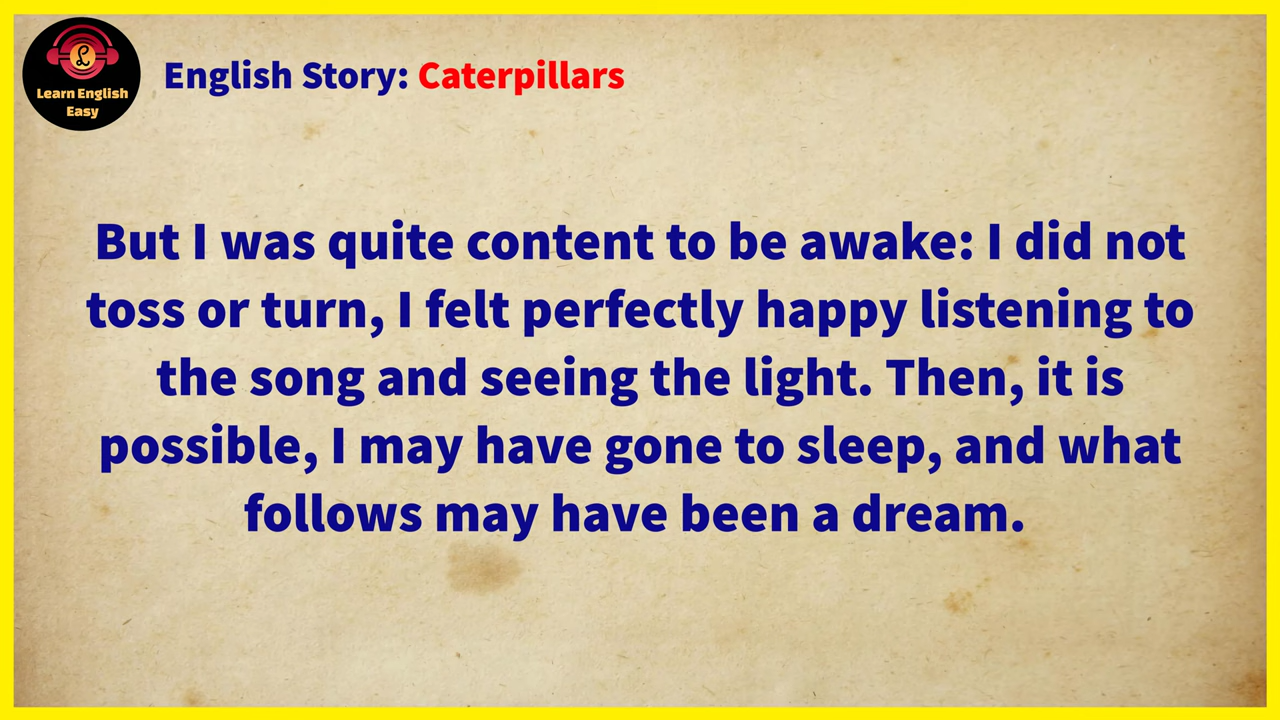 Learn English
Easy
English Story: Caterpillars
But I was quite content to be awake: I did not
toss or turn, I felt perfectly happy listening to
the song and seeing the light. Then, it is
possible, I may have gone to sleep, and what
follows may have been a dream.